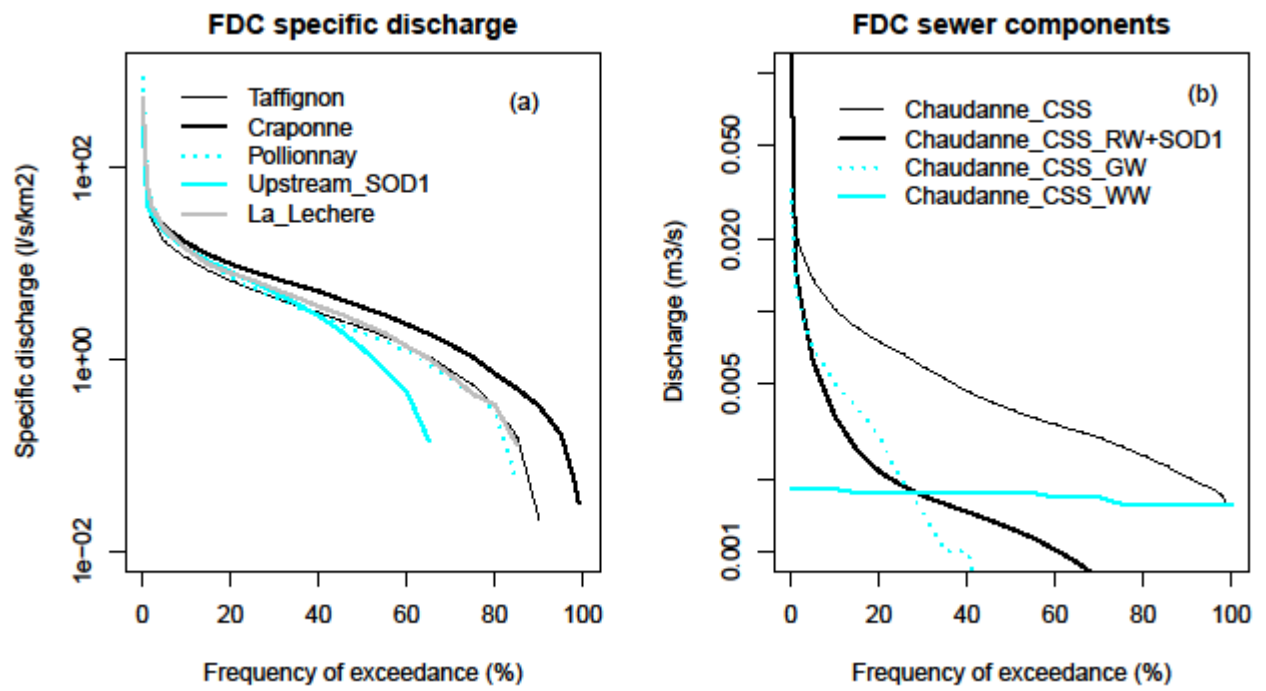 FDC specific discharge
Specific discharge (l/s/km2)
1e+02
1e+00
1e-02
Taffignon
Craponne
Pollionnay
Upstream_SOD1
La_Lechere
(a)
0 20 40 60 80 100
Frequency of exceedance (%)
FDC sewer components
Discharge (m3/s)
0.050
0.020
0.005
0.001
Chaudanne_CSS
Chaudanne_CSS_RW+SOD1
Chaudanne_CSS_GW
Chaudanne_CSS_WW
(b)
0 20 40 60 80 100
Frequency of exceedance (%)